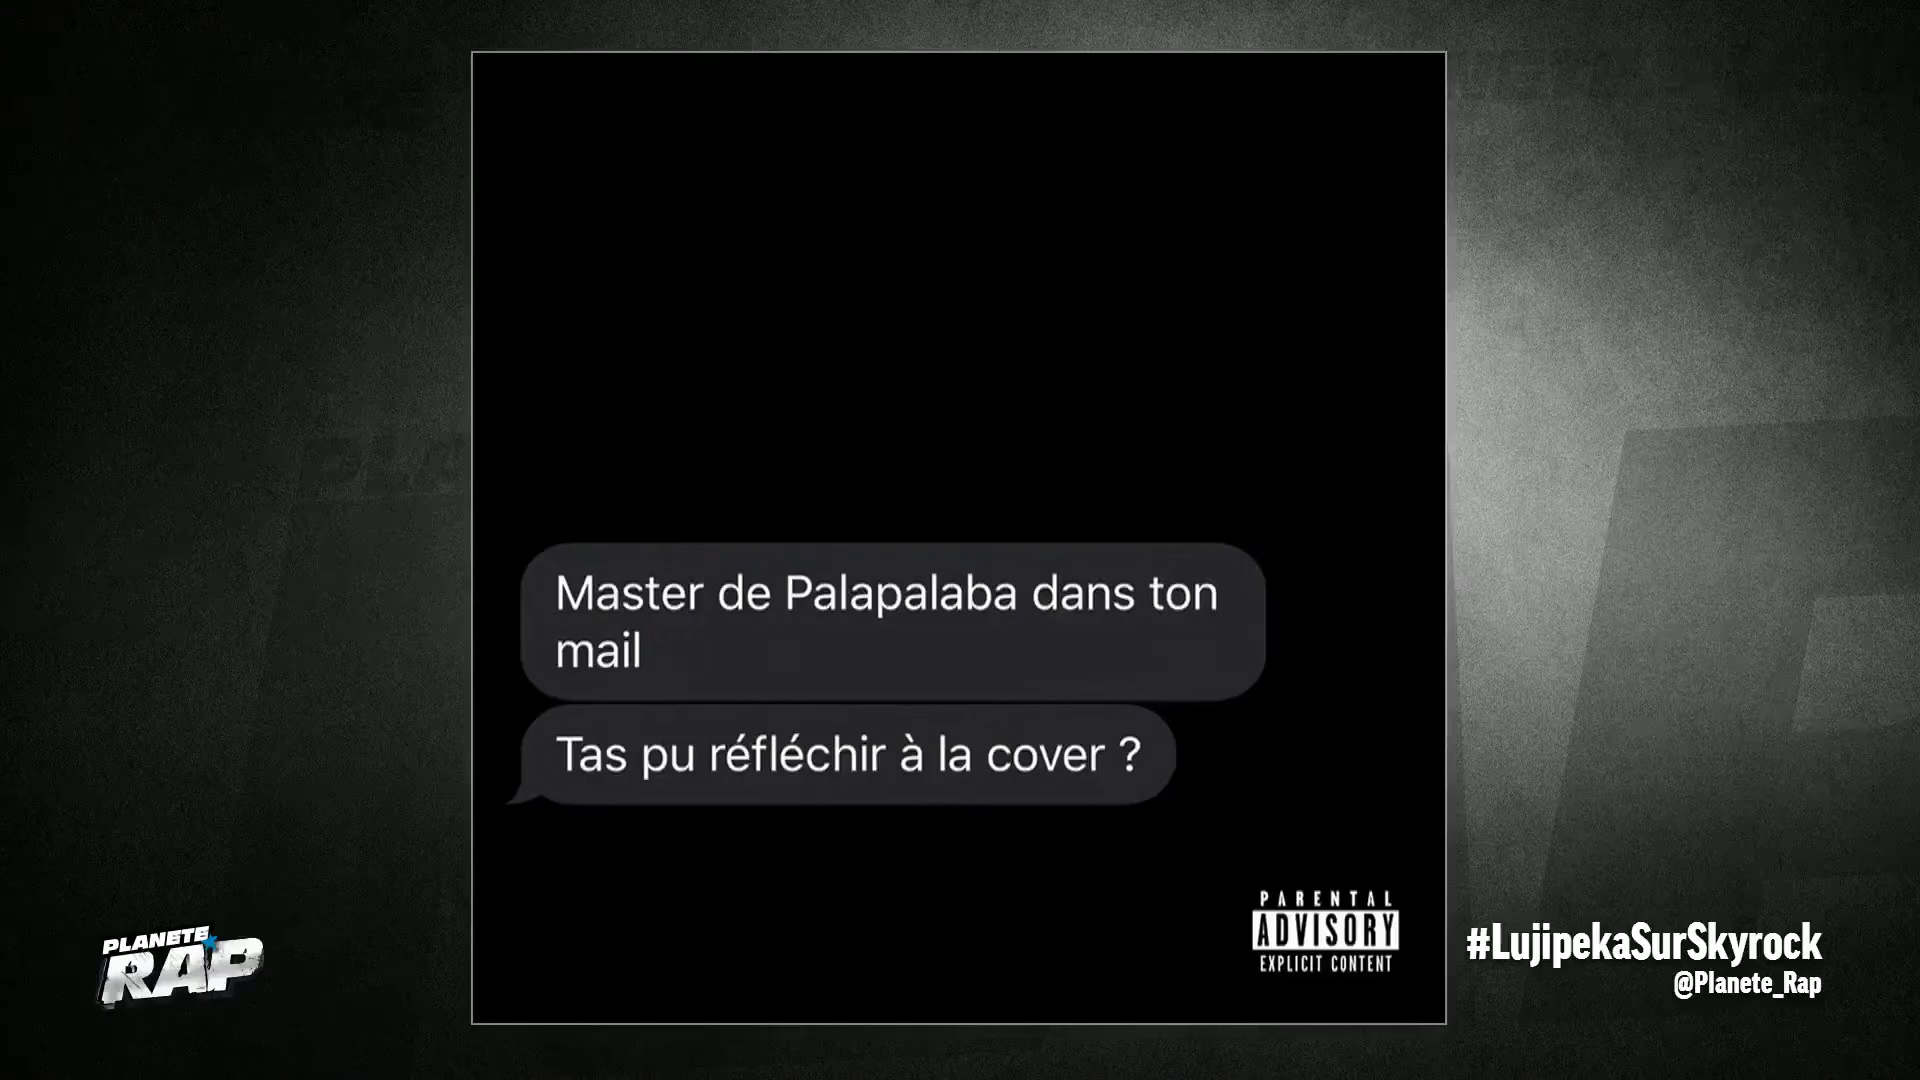 Master de Palapalaba dans ton
mail
Tas pu réfléchir à la cover ?
PARENTAL
ADVISORY
EXPLICIT CONTENT
PLANETE
RAP
#LujipekaSurSkyrock
@Planete_Rap